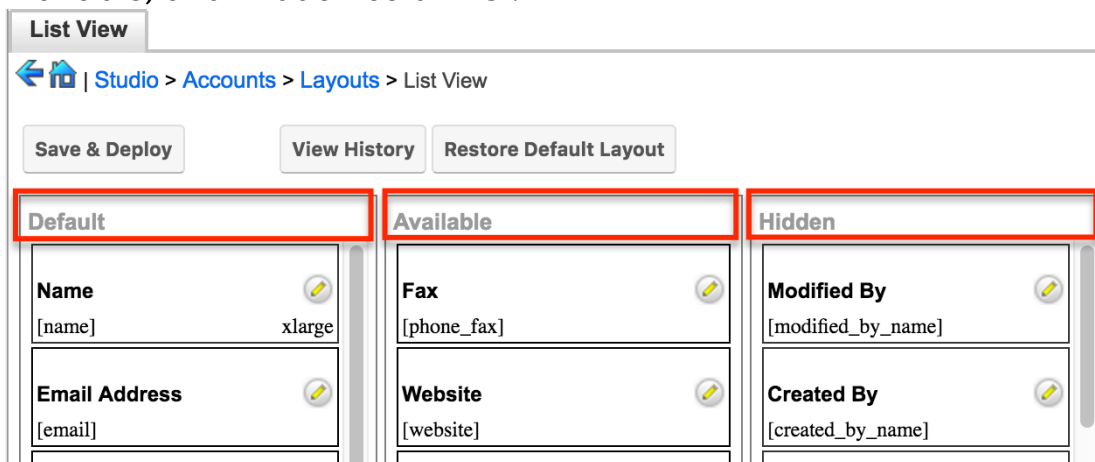 List View
| Studio > Accounts > Layouts > List View
Save & Deploy
View History
Restore Default Layout
Default
Available
Hidden
Name
[name] xlarge
Fax
[phone_fax]
Modified By
[modified_by_name]
Email Address
[email]
Website
[website]
Created By
[created_by_name]